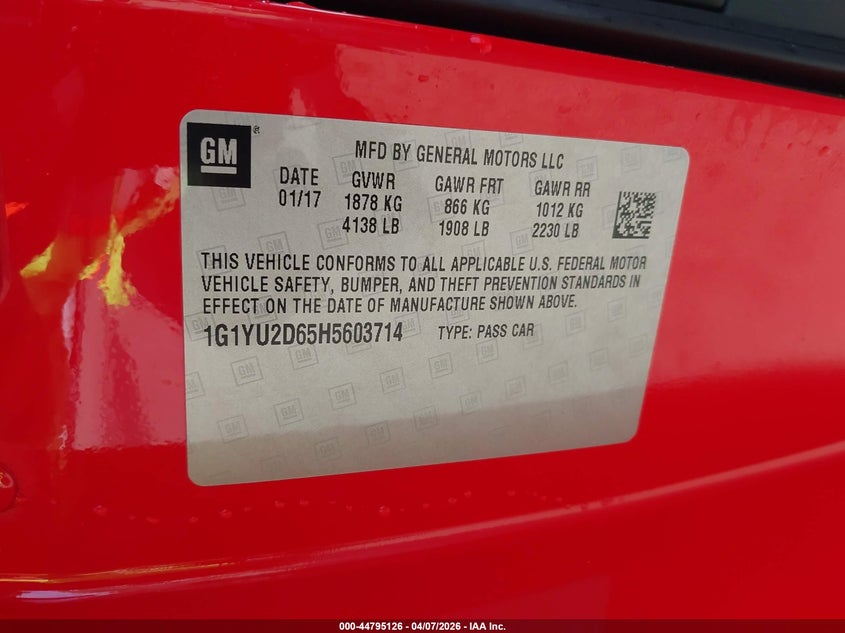 GM
MFD BY GENERAL MOTORS LLC
DATE GVWR GAWR FRT GAWR RR
01/17 1878 KG 866 KG 1012 KG
4138 LB 1908 LB 2230 LB
THIS VEHICLE CONFORMS TO ALL APPLICABLE U.S. FEDERAL MOTOR
VEHICLE SAFETY, BUMPER, AND THEFT PREVENTION STANDARDS IN
EFFECT ON THE DATE OF MANUFACTURE SHOWN ABOVE.
1G1YU2D65H5603714 TYPE: PASS CAR
000-44795126 - 04/07/2026 - IAA Inc.